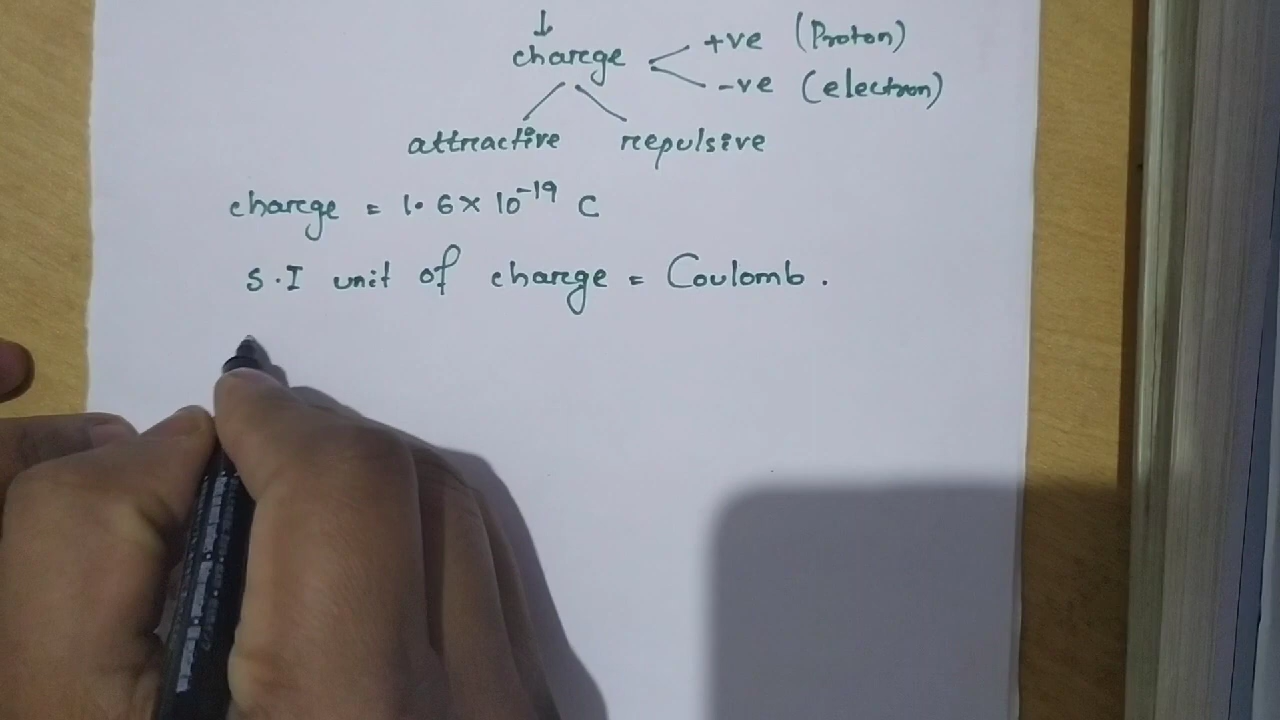 ↓
charge +ve (Proton)
-ve (electron)
attractive repulsive
charge = 1.6 × 10⁻¹⁹ C
S.I unit of charge = Coulomb.